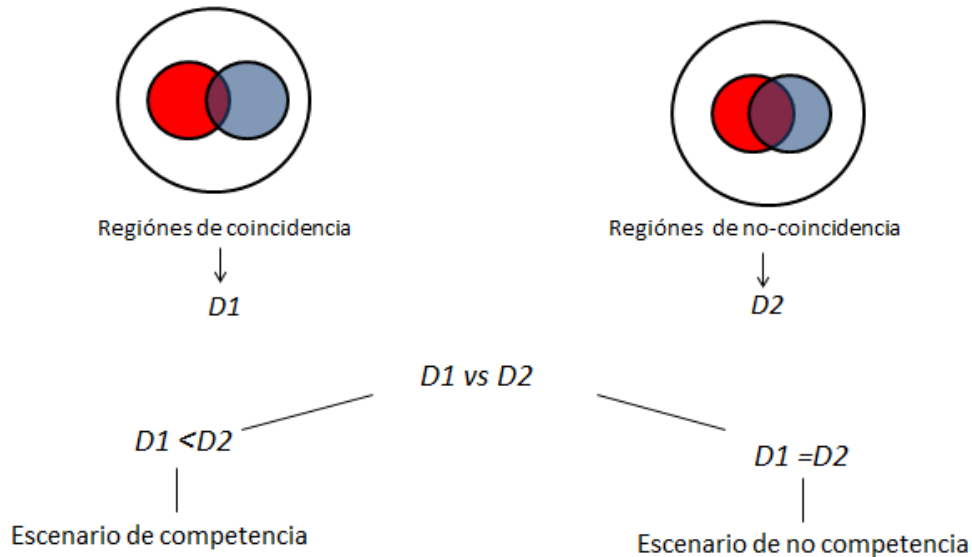 Regiónes de coincidencia
Regiónes de no-coincidencia
D1
D2
D1 vs D2
D1 <D2
D1 =D2
Escenario de competencia
Escenario de no competencia